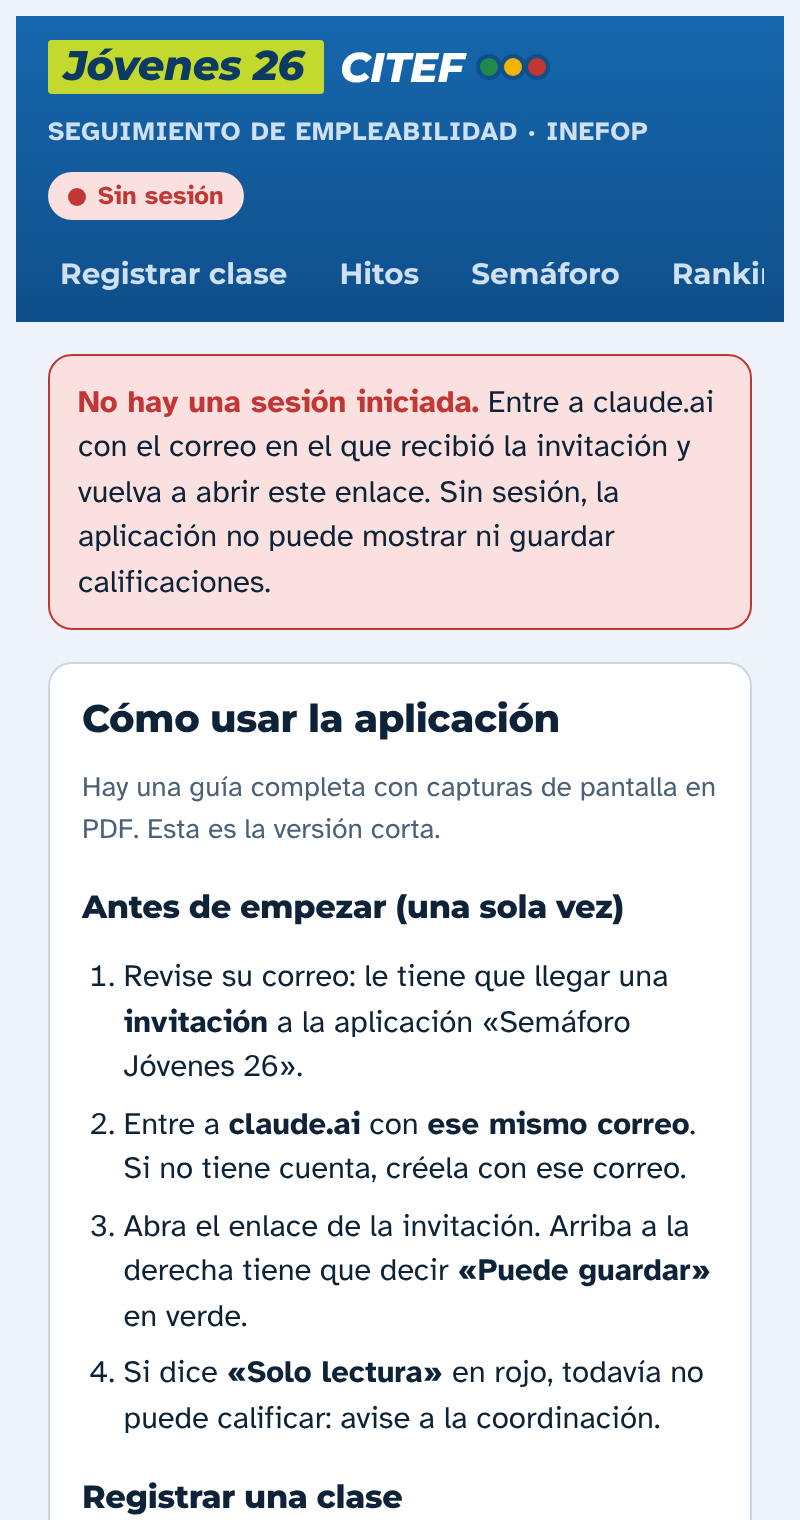 Jóvenes 26 CITEF
SEGUIMIENTO DE EMPLEABILIDAD · INEFOP
Sin sesión
Registrar clase Hitos Semáforo
No hay una sesión iniciada. Entre a claude.ai
con el correo en el que recibió la invitación y
vuelva a abrir este enlace. Sin sesión, la
aplicación no puede mostrar ni guardar
calificaciones.
Cómo usar la aplicación
Hay una guía completa con capturas de pantalla en
PDF. Esta es la versión corta.
Antes de empezar (una sola vez)
1. Revise su correo: le tiene que llegar una
invitación a la aplicación «Semáforo
Jóvenes 26».
2. Entre a claude.ai con ese mismo correo.
Si no tiene cuenta, créela con ese correo.
3. Abra el enlace de la invitación. Arriba a la
derecha tiene que decir «Puede guardar»
en verde.
4. Si dice «Solo lectura» en rojo, todavía no
puede calificar: avise a la coordinación.
Registrar una clase